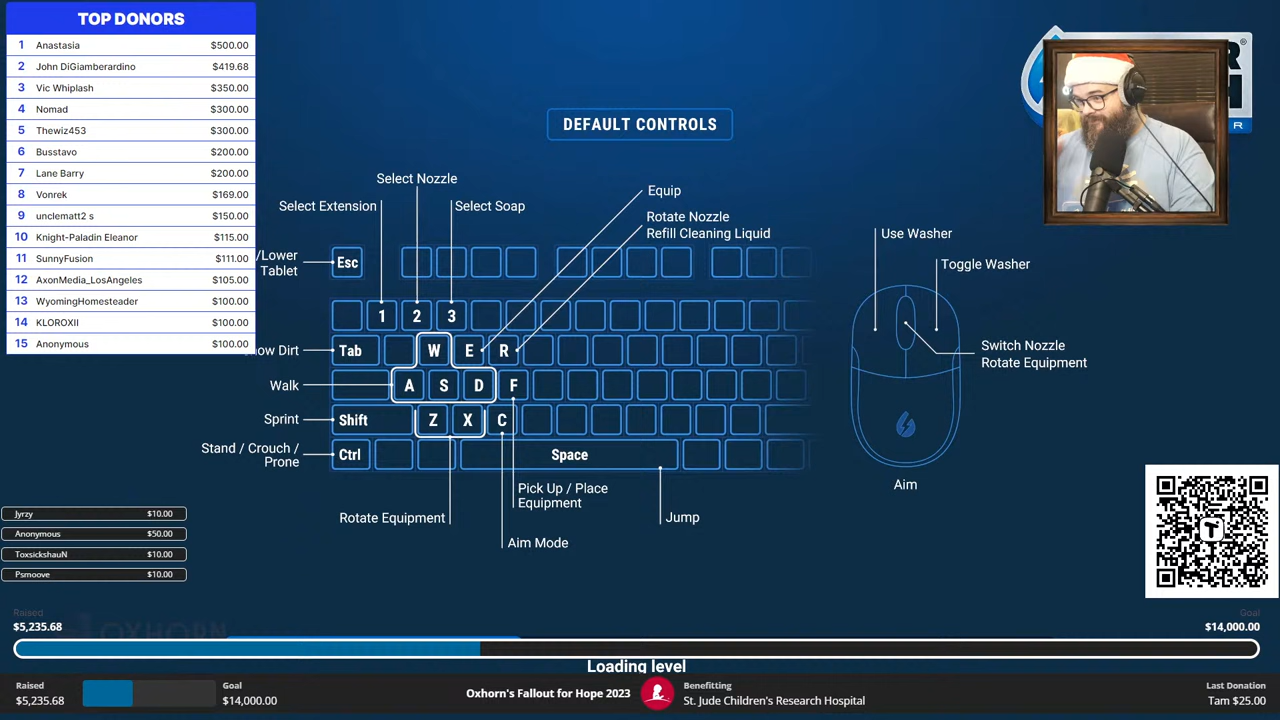 TOP DONORS
1 Anastasia $500.00
2 John DiGiamberardino $419.68
3 Vic Whiplash $350.00
4 Nomad $300.00
5 Thewiz453 $300.00
6 Busstavo $200.00
7 Lane Barry $200.00
8 Vonrek $169.00
9 unclematt2 s $150.00
10 Knight-Paladin Eleanor $115.00
11 SunnyFusion $111.00
12 AxonMedia_LosAngeles $105.00
13 WyomingHomesteader $100.00
14 KLOROXII $100.00
15 Anonymous $100.00
DEFAULT CONTROLS
Select Nozzle
Select Extension
Select Soap
Equip
Rotate Nozzle
Refill Cleaning Liquid
/Lower
Tablet
Esc
1 2 3
Show Dirt
Tab W E R
Walk
A S D F
Sprint
Shift Z X C
Stand / Crouch /
Prone
Ctrl Space
Rotate Equipment
Pick Up / Place
Equipment
Aim Mode
Jump
Use Washer
Toggle Washer
Switch Nozzle
Rotate Equipment
Aim
R
Jyrzy $10.00
Anonymous $50.00
ToxsickshauN $10.00
Psmoove $10.00
Raised
$5,235.68
OXHORN
Goal
$14,000.00
Loading level
Raised
$5,235.68
Goal
$14,000.00
Oxhorn's Fallout for Hope 2023
Benefitting
St. Jude Children's Research Hospital
Last Donation
Tam $25.00